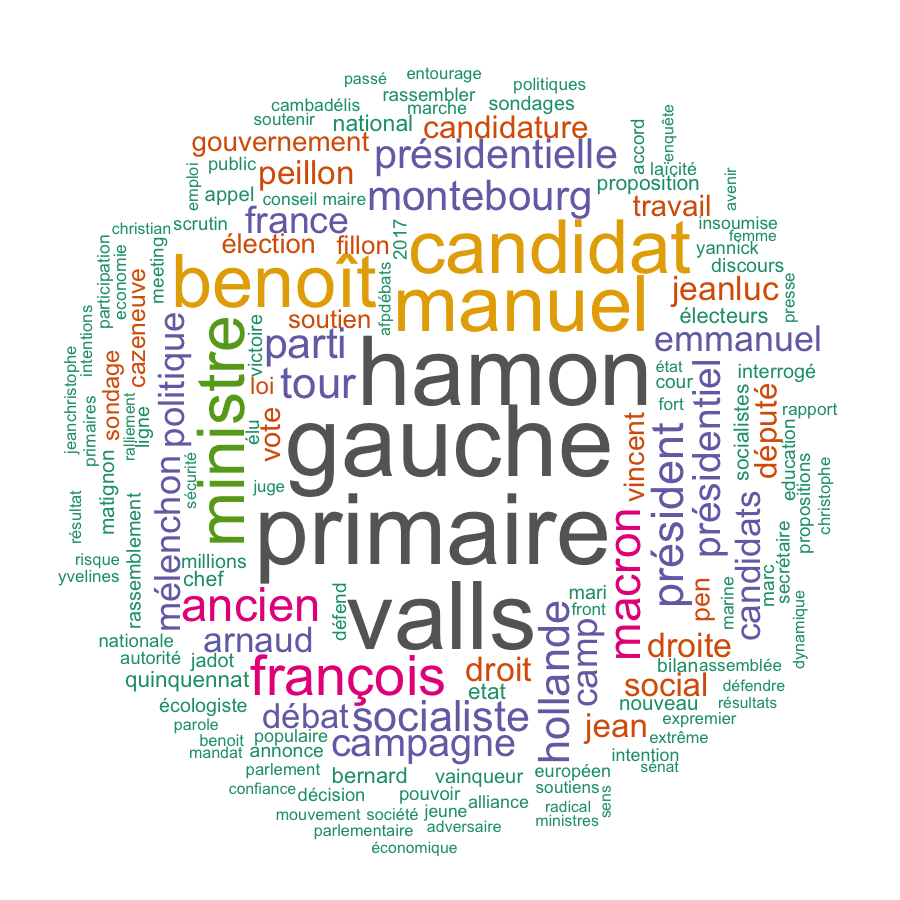 passé
entourage
politiques
cambadélis
rassembler
marche
sondages
soutenir
national
candidature
accord
enquête
gouvernement
présidentielle
public
peillon
laïcité
emploi
appel
conseil
maire
montebourg
proposition
avenir
travail
christian
scrutin
france
insoumise
femme
élection
fillon
2017
candidat
yannick
discours
participation
economie
meeting
benoît
afpdébats
manuel
jeanluc
presse
cazeneuve
soutien
électeurs
intentions
victoire
parti
emmanuel
jeanchristophe
sondage
politique
ministre
loi
tour
hamon
état
cour
interrogé
primaires
ralliement
ligne
vote
élu
fort
présidentiel
socialistes
député
rapport
gauche
vincent
matignon
mélenchon
sécurité
juge
président
education
propositions
christophe
résultat
rassemblement
primaire
macron
candidats
secrétaire
risque
yvelines
millions
chef
mari
front
pen
marine
marc
ancien
défend
valls
hollande
camp
dynamique
nationale
arnaud
droite
autorité
jadot
bilan
assemblée
quinquennat
françois
droit
etat
social
défendre
écologiste
nouveau
résultats
parole
débat
socialiste
jean
expremier
benoit
populaire
campagne
extrême
mandat
annonce
intention
parlement
bernard
vainqueur
européen
sénat
confiance
décision
pouvoir
soutiens
sens
alliance
radical
mouvement
société
jeune
ministres
parlementaire
adversaire
économique